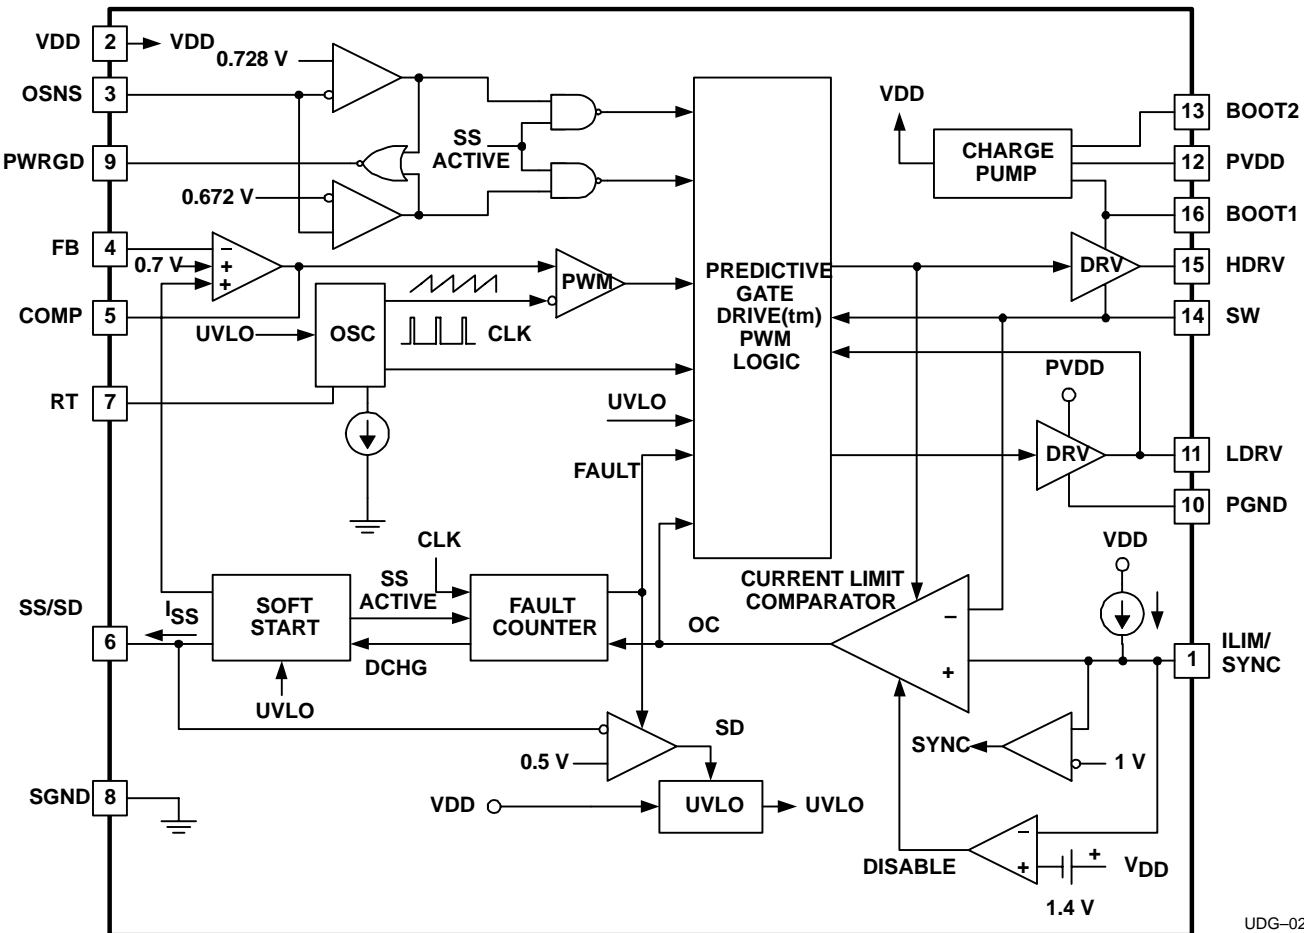 VDD 2 VDD
0.728 V
OSNS 3
PWRGD 9
SS
ACTIVE
0.672 V
FB 4
0.7 V
−
+
+
COMP 5
UVLO
OSC
CLK
PWM
RT 7
PREDICTIVE
GATE
DRIVE(tm)
PWM
LOGIC
UVLO
FAULT
VDD
CHARGE
PUMP
13 BOOT2
12 PVDD
16 BOOT1
DRV
15 HDRV
14 SW
PVDD
DRV
11 LDRV
10 PGND
CLK
SS/SD
6
ISS
SOFT
START
SS
ACTIVE
DCHG
UVLO
FAULT
COUNTER
OC
CURRENT LIMIT
COMPARATOR
−
+
VDD
1
ILIM/
SYNC
SYNC
1 V
SD
0.5 V
VDD
UVLO
UVLO
SGND 8
DISABLE
−
+
+
VDD
1.4 V
UDG–02